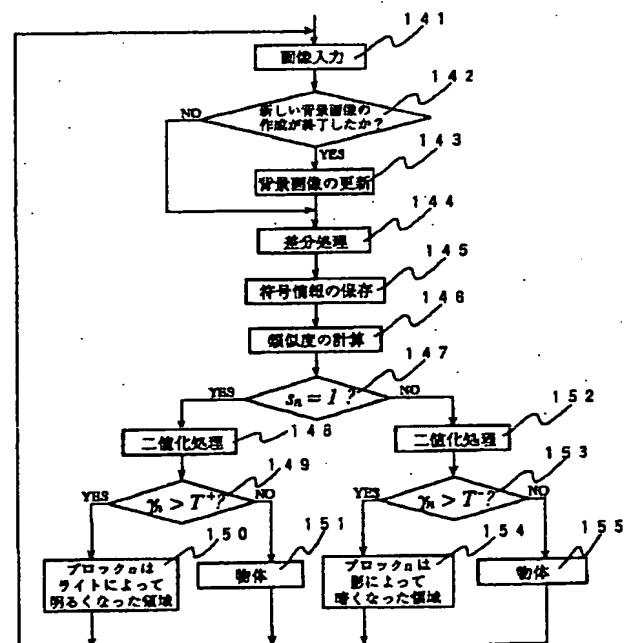 141
画像入力
142
新しい背景画像の
作成が終了したか？
NO
YES
143
背景画像の更新
144
差分処理
145
符号情報の保存
146
類似度の計算
147
sₙ = 1 ?
YES
NO
148
二値化処理
152
二値化処理
149
γₙ > T⁺?
YES
NO
153
γₙ > T⁻?
YES
NO
150
ブロックnは
ライトによって
明るくなった領域
151
物体
154
ブロックnは
影によって
暗くなった領域
155
物体